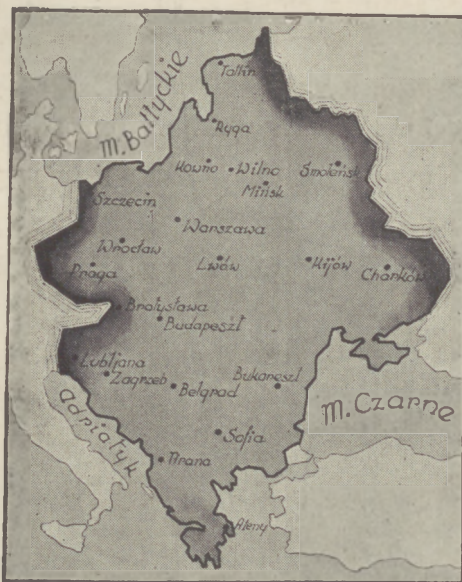 Tallin
m. Bałtyckie
Ryga
Kowno
Wilno
Smoleńsk
Mińsk
Szczecin
Warszawa
Wrocław
Lwów
Kijów
Charków
Praga
Bratysława
Budapeszt
Lubljana
Zagrzeb
Belgrad
Bukareszt
m. Czarne
Adriatyk
Sofia
Ateny